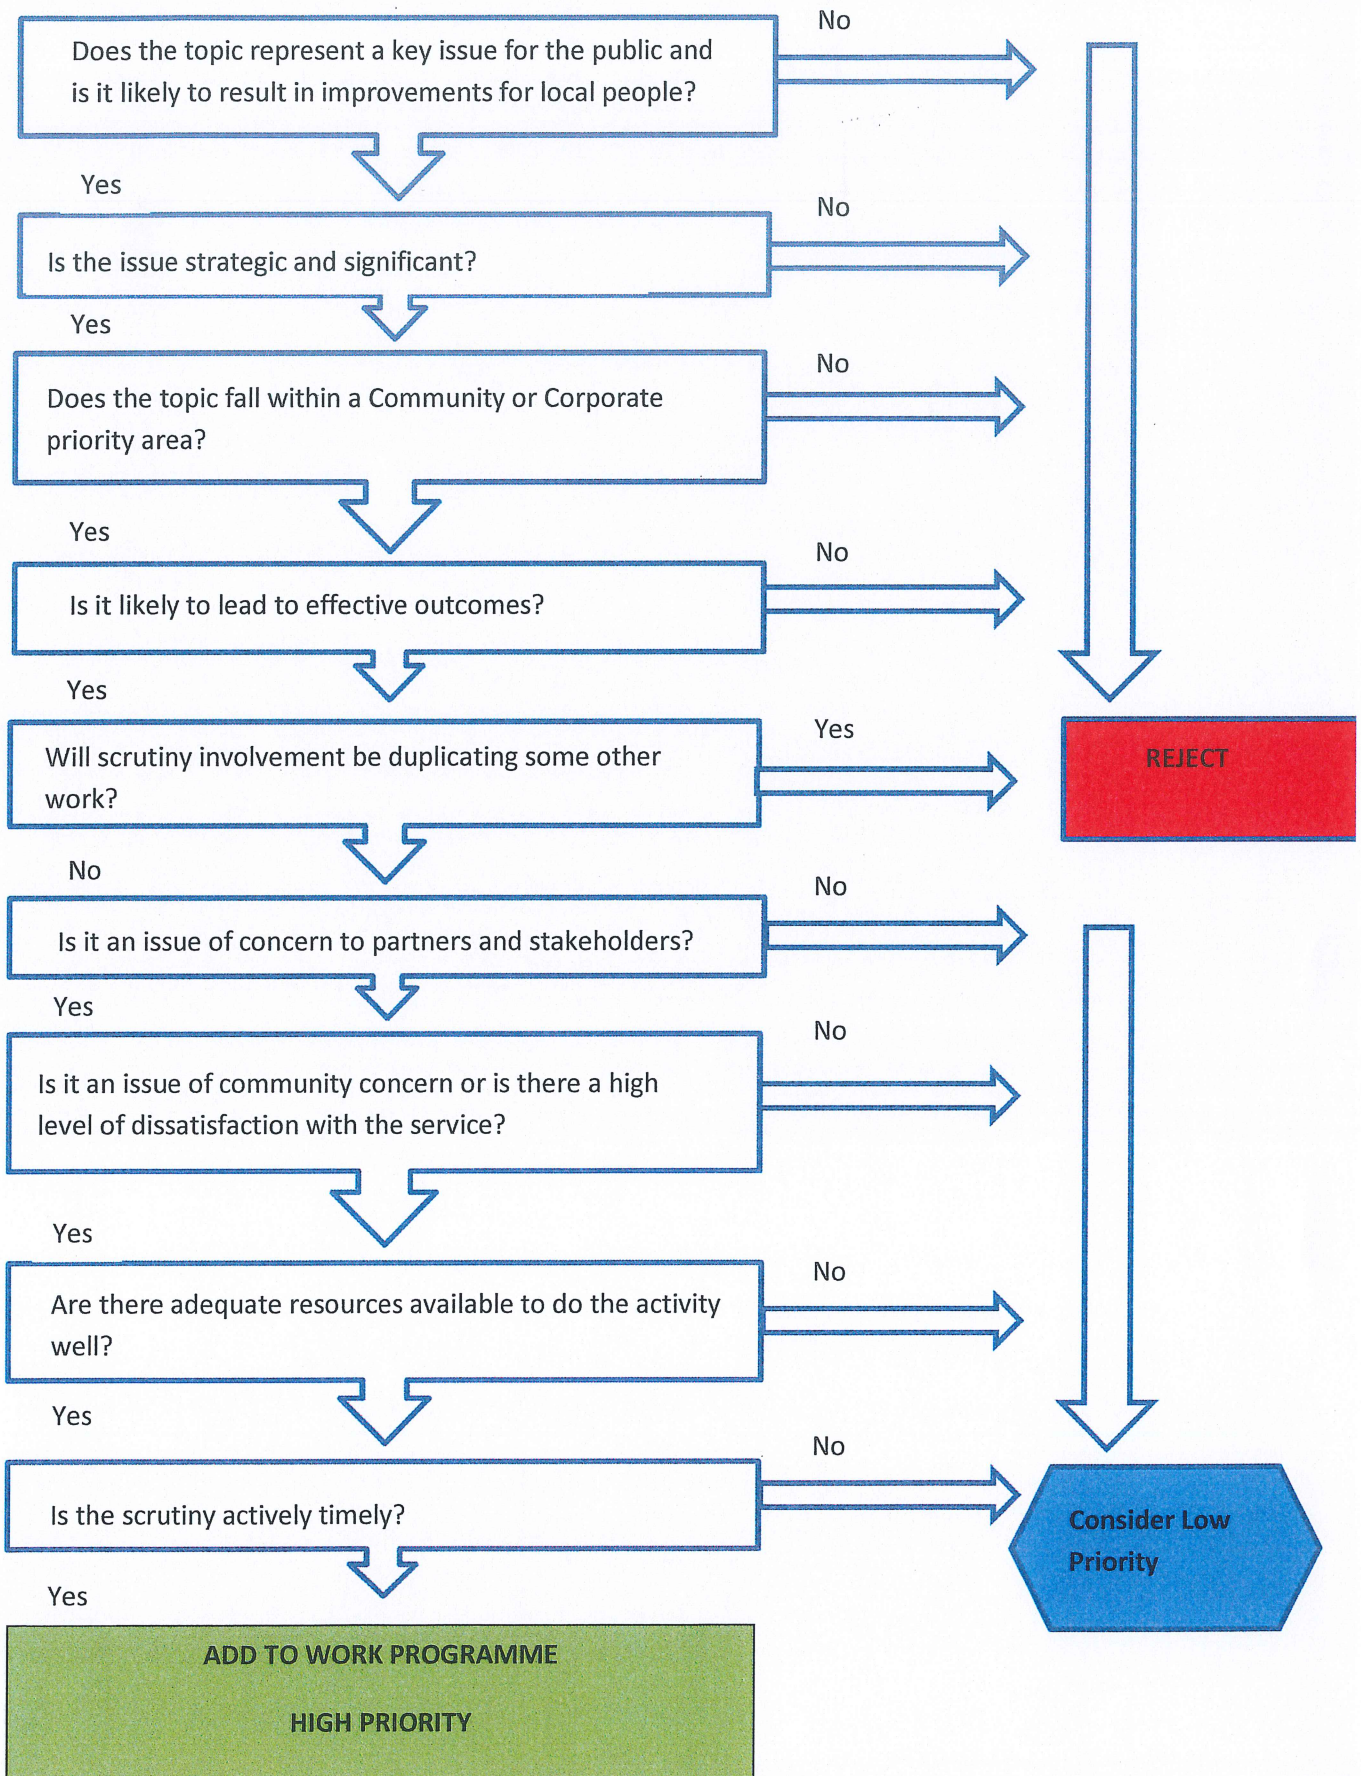 No
Does the topic represent a key issue for the public and
is it likely to result in improvements for local people?
Yes
No
Is the issue strategic and significant?
Yes
No
Does the topic fall within a Community or Corporate
priority area?
Yes
No
Is it likely to lead to effective outcomes?
Yes
Yes
Will scrutiny involvement be duplicating some other
work?
REJECT
No
No
Is it an issue of concern to partners and stakeholders?
Yes
No
Is it an issue of community concern or is there a high
level of dissatisfaction with the service?
Yes
No
Are there adequate resources available to do the activity
well?
Yes
No
Is the scrutiny actively timely?
Consider Low
Priority
Yes
ADD TO WORK PROGRAMME
HIGH PRIORITY